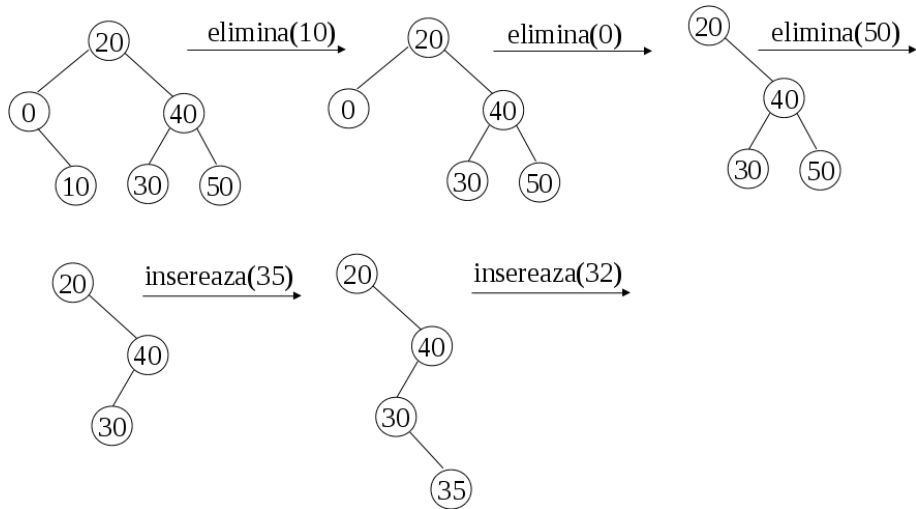 20 elimina(10) 20 elimina(0) 20 elimina(50)
0 40 0 40 40
10 30 50 30 50 30 50
20 insereaza(35) 20 insereaza(32)
40 40
30 30
35